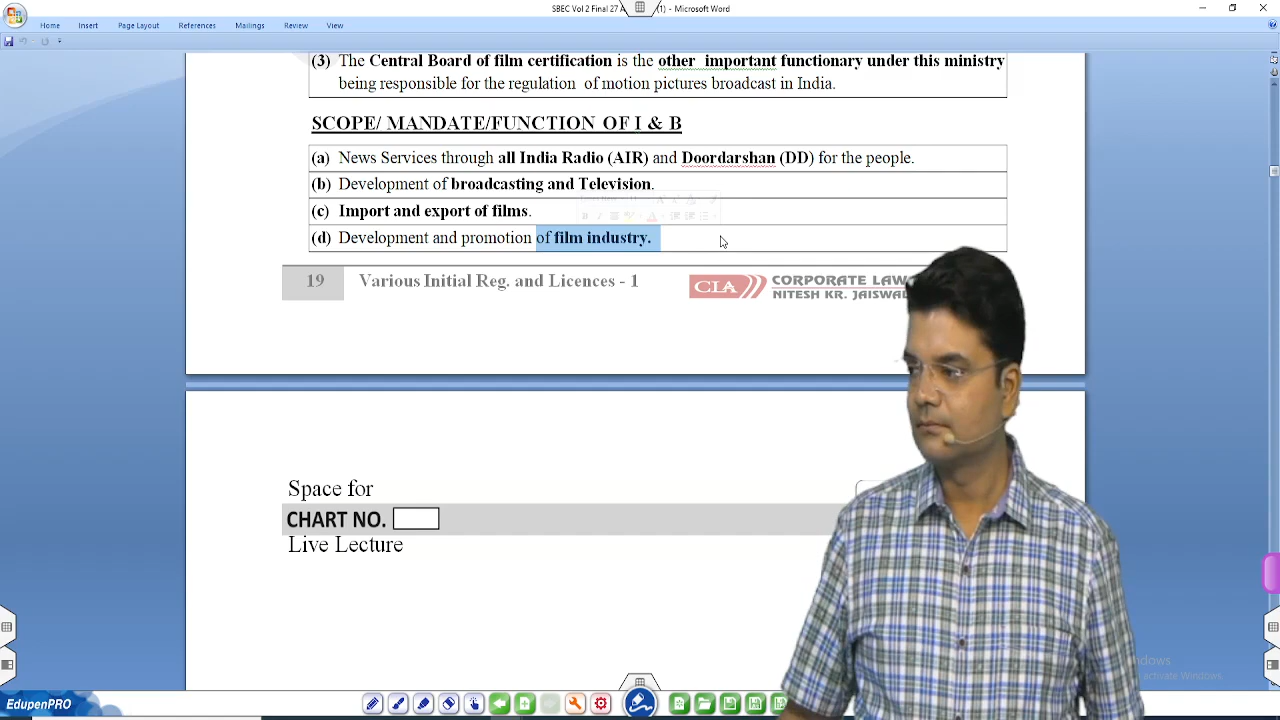 SBEC Vol 2 Final 27 A (1) - Microsoft Word
Home Insert Page Layout References Mailings Review View
(3) The Central Board of film certification is the other important functionary under this ministry
being responsible for the regulation of motion pictures broadcast in India.
SCOPE/ MANDATE/FUNCTION OF I & B
(a) News Services through all India Radio (AIR) and Doordarshan (DD) for the people.
(b) Development of broadcasting and Television.
(c) Import and export of films.
(d) Development and promotion of film industry.
19 Various Initial Reg. and Licences - 1
CLA CORPORATE LAW
NITESH KR. JAISWAL
Space for
CHART NO.
Live Lecture
EdupenPRO